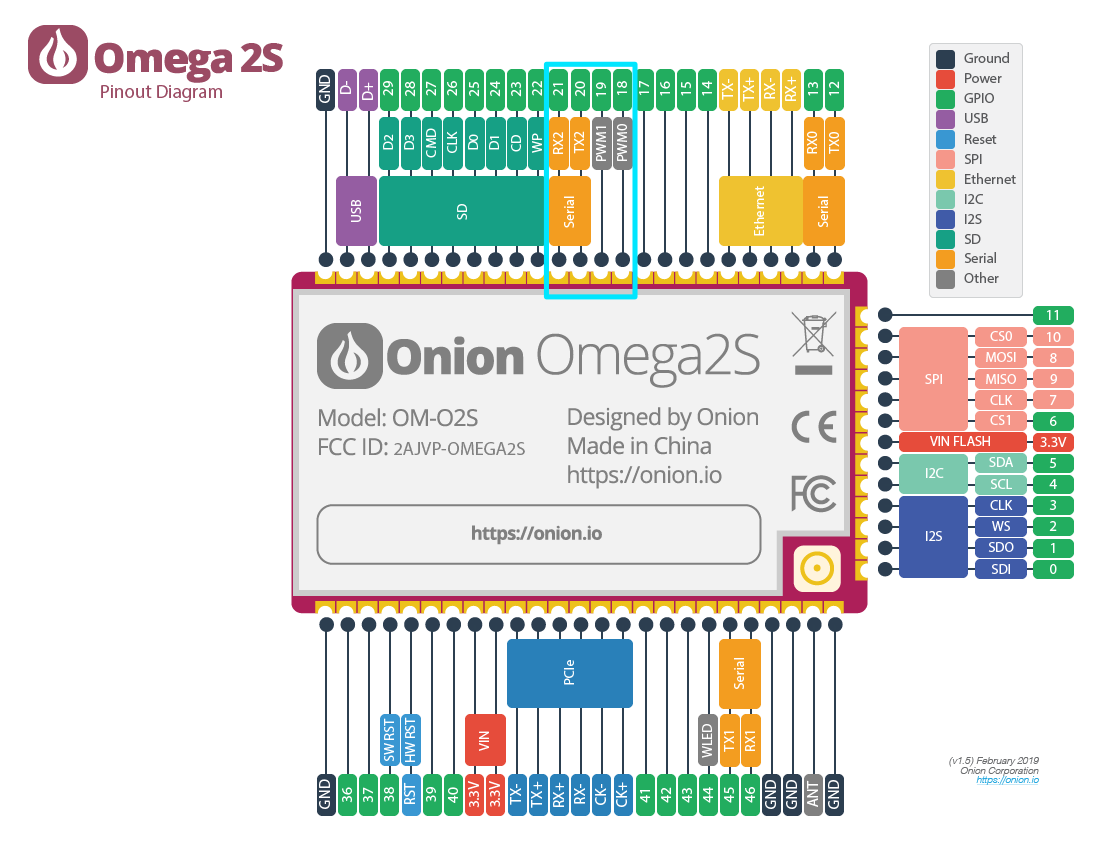 Omega 2S
Pinout Diagram
GND D- D+ 29 28 27 26 25 24 23 22 21 20 19 18 17 16 15 14 TX- TX+ RX- RX+ 13 12
D2 D3 CMD CLK D0 D1 CD WP RX2 TX2 PWM1 PWM0 RX0 TX0
USB SD Serial Ethernet Serial
Ground
Power
GPIO
USB
Reset
SPI
Ethernet
I2C
I2S
SD
Serial
Other
Onion Omega2S
Model: OM-O2S
FCC ID: 2AJVP-OMEGA2S
Designed by Onion
Made in China
https://onion.io
CE
FC
https://onion.io
11
SPI
CS0 10
MOSI 8
MISO 9
CLK 7
CS1 6
VIN FLASH 3.3V
I2C
SDA 5
SCL 4
I2S
CLK 3
WS 2
SDO 1
SDI 0
PCIe Serial
SW RST HW RST VIN WLED TX1 RX1
GND 36 37 38 RST 39 40 3.3V 3.3V TX- TX+ RX+ RX- CK- CK+ 41 42 43 44 45 46 GND GND ANT GND
(v1.5) February 2019
Onion Corporation
https://onion.io